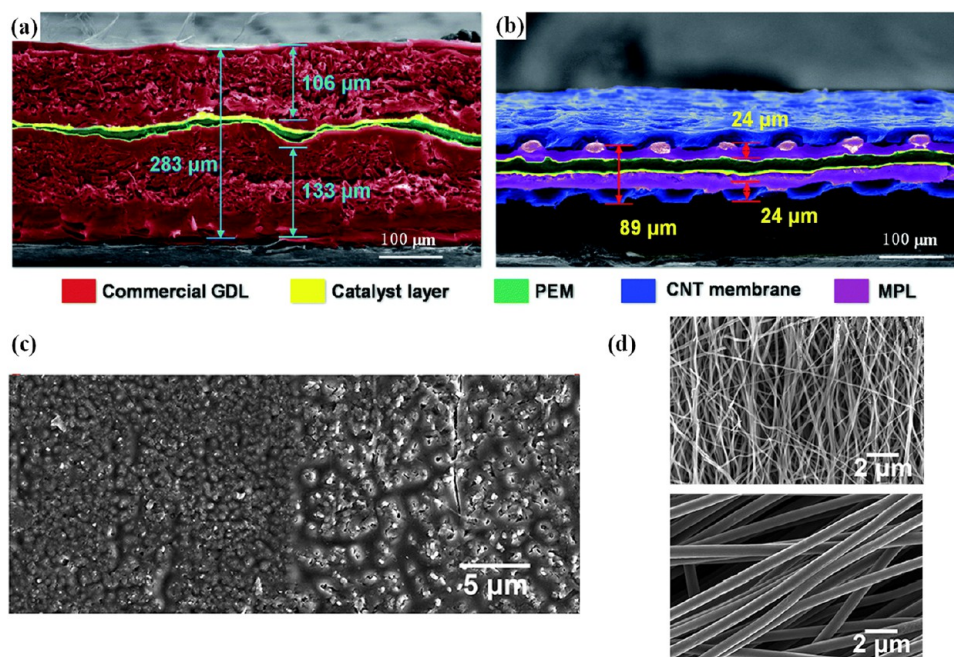 (a)
106 μm
283 μm
133 μm
100 μm
(b)
24 μm
89 μm
24 μm
100 μm
Commercial GDL
Catalyst layer
PEM
CNT membrane
MPL
(c)
5 μm
(d)
2 μm
2 μm